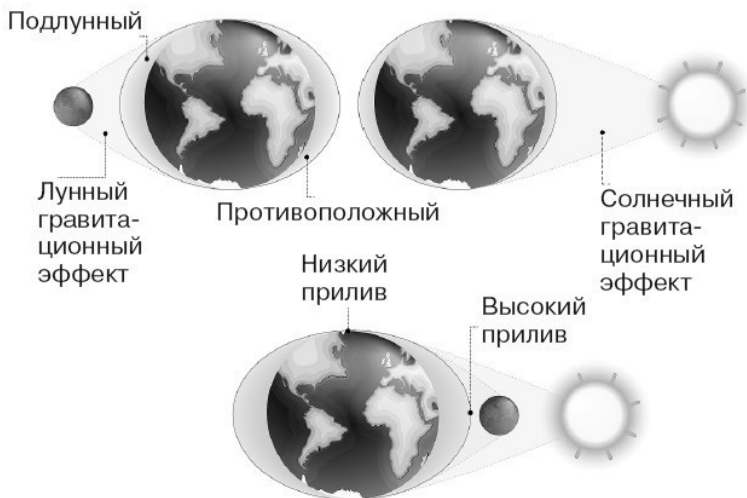 Подлунный
Лунный
гравита-
ционный
эффект
Противоположный
Солнечный
гравита-
ционный
эффект
Низкий
прилив
Высокий
прилив